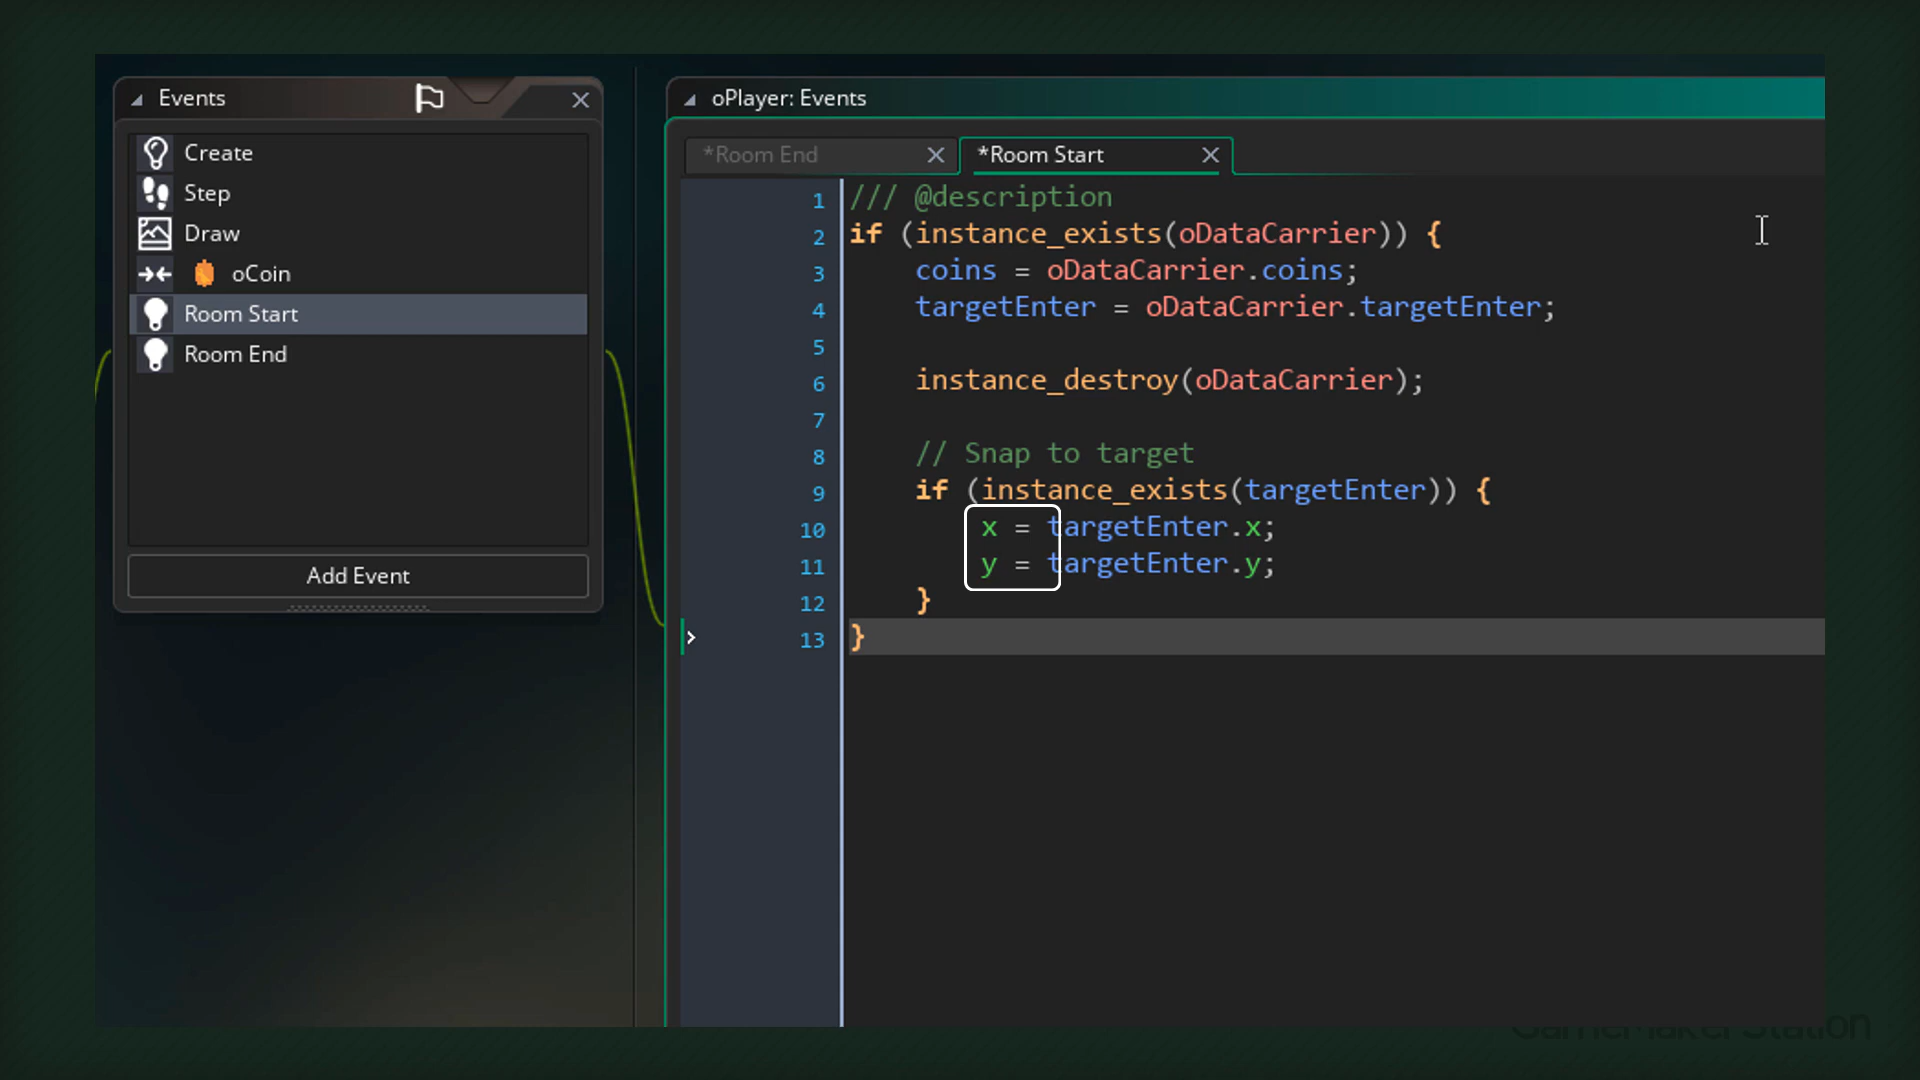 Events
Create
Step
Draw
oCoin
Room Start
Room End
Add Event
oPlayer: Events
*Room End
*Room Start
1 /// @description
2 if (instance_exists(oDataCarrier)) {
3 coins = oDataCarrier.coins;
4 targetEnter = oDataCarrier.targetEnter;
5
6 instance_destroy(oDataCarrier);
7
8 // Snap to target
9 if (instance_exists(targetEnter)) {
10 x = targetEnter.x;
11 y = targetEnter.y;
12 }
13 }
GameMaker Station